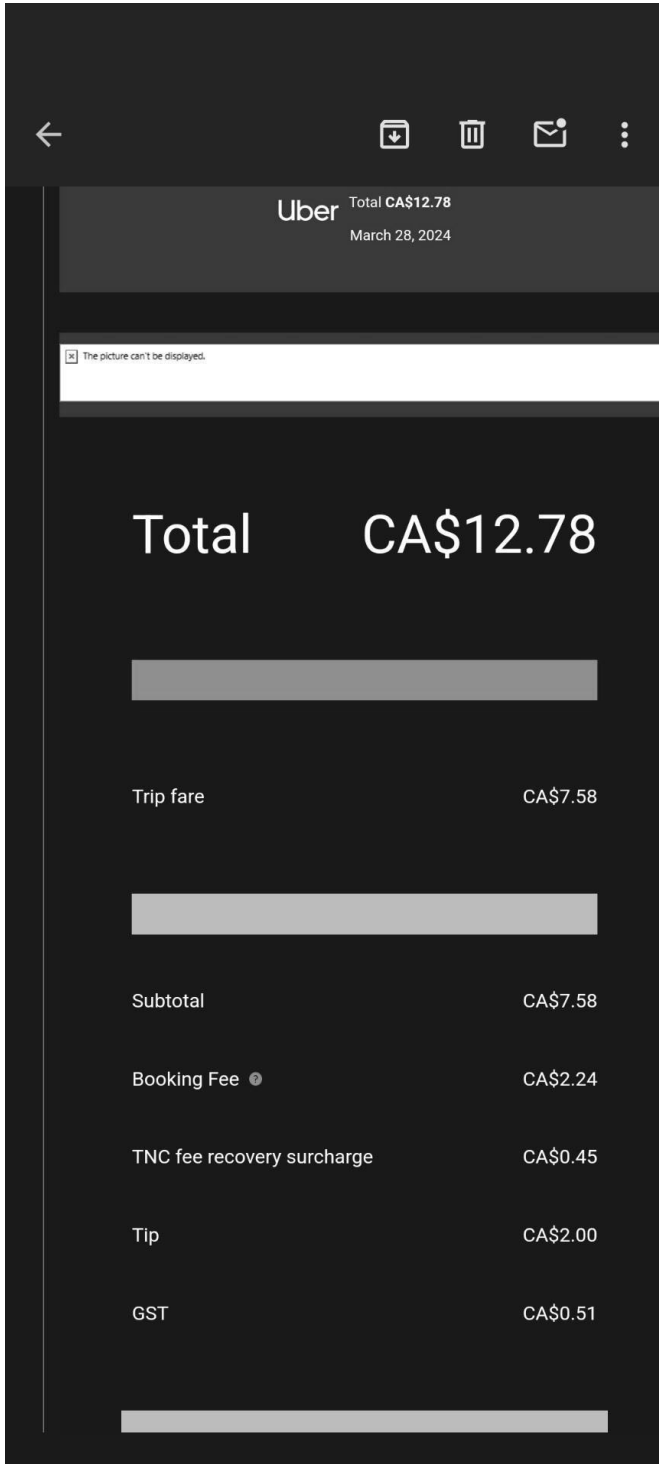 Uber
Total CA$12.78
March 28, 2024
The picture can't be displayed.
Total CA$12.78
Trip fare CA$7.58
Subtotal CA$7.58
Booking Fee ? CA$2.24
TNC fee recovery surcharge CA$0.45
Tip CA$2.00
GST CA$0.51